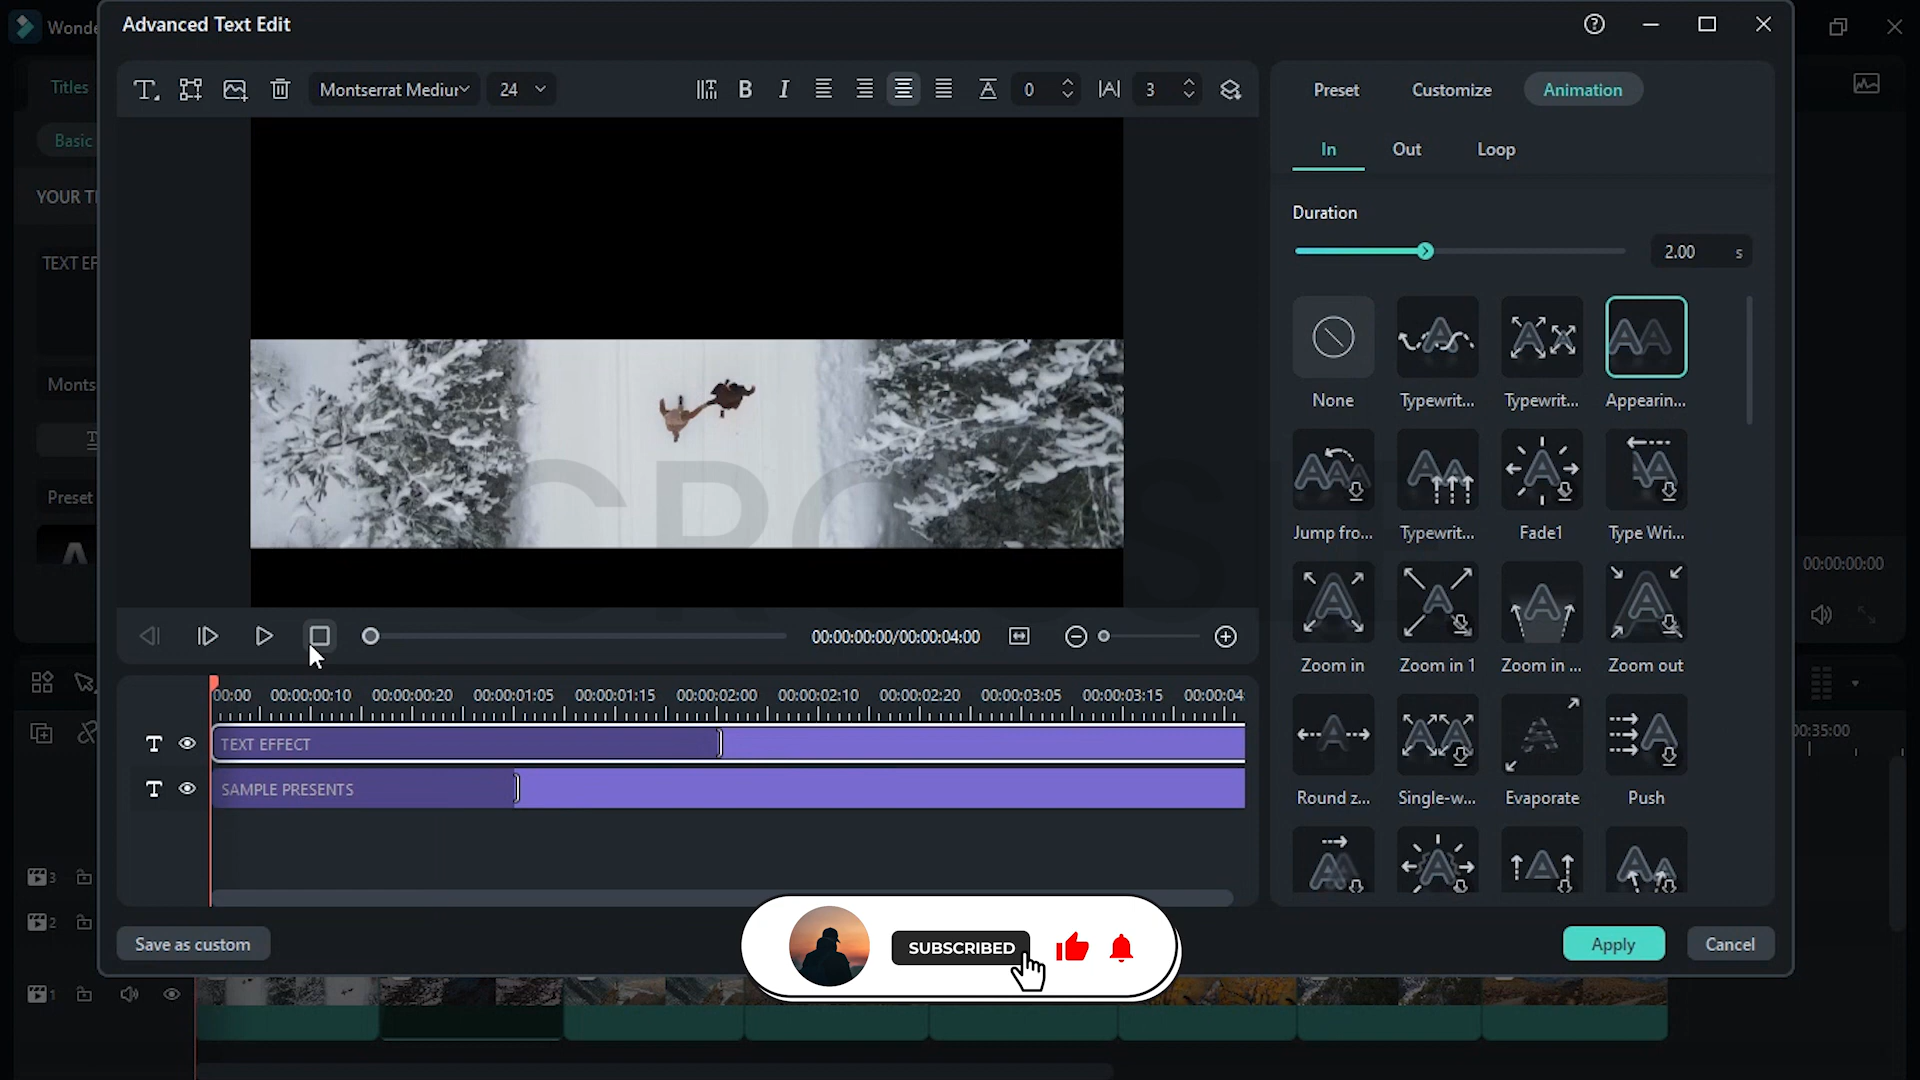 Advanced Text Edit
Wonde
Titles
Basic
YOUR T
TEXT EF
Monts
Preset
Montserrat Mediur
24
B
I
0
3
Preset
Customize
Animation
In
Out
Loop
Duration
2.00
s
None
Typewrit...
Typewrit...
Appearin...
Jump fro...
Typewrit...
Fade1
Type Wri...
Zoom in
Zoom in 1
Zoom in ...
Zoom out
Round z...
Single-w...
Evaporate
Push
00:00:00:00/00:00:04:00
00:00:00:00
00:00
00:00:00:10
00:00:00:20
00:00:01:05
00:00:01:15
00:00:02:00
00:00:02:10
00:00:02:20
00:00:03:05
00:00:03:15
00:00:04
TEXT EFFECT
SAMPLE PRESENTS
0:35:00
3
2
1
Save as custom
SUBSCRIBED
Apply
Cancel